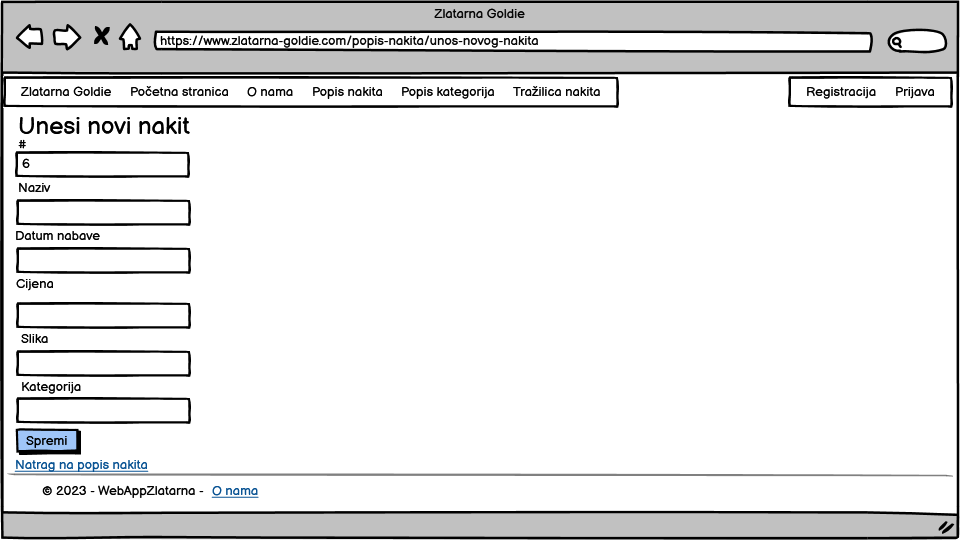 Zlatarna Goldie
https://www.zlatarna-goldie.com/popis-nakita/unos-novog-nakita
Zlatarna Goldie Početna stranica O nama Popis nakita Popis kategorija Tražilica nakita Registracija Prijava
Unesi novi nakit
#
6
Naziv
Datum nabave
Cijena
Slika
Kategorija
Spremi
Natrag na popis nakita
© 2023 - WebAppZlatarna - O nama